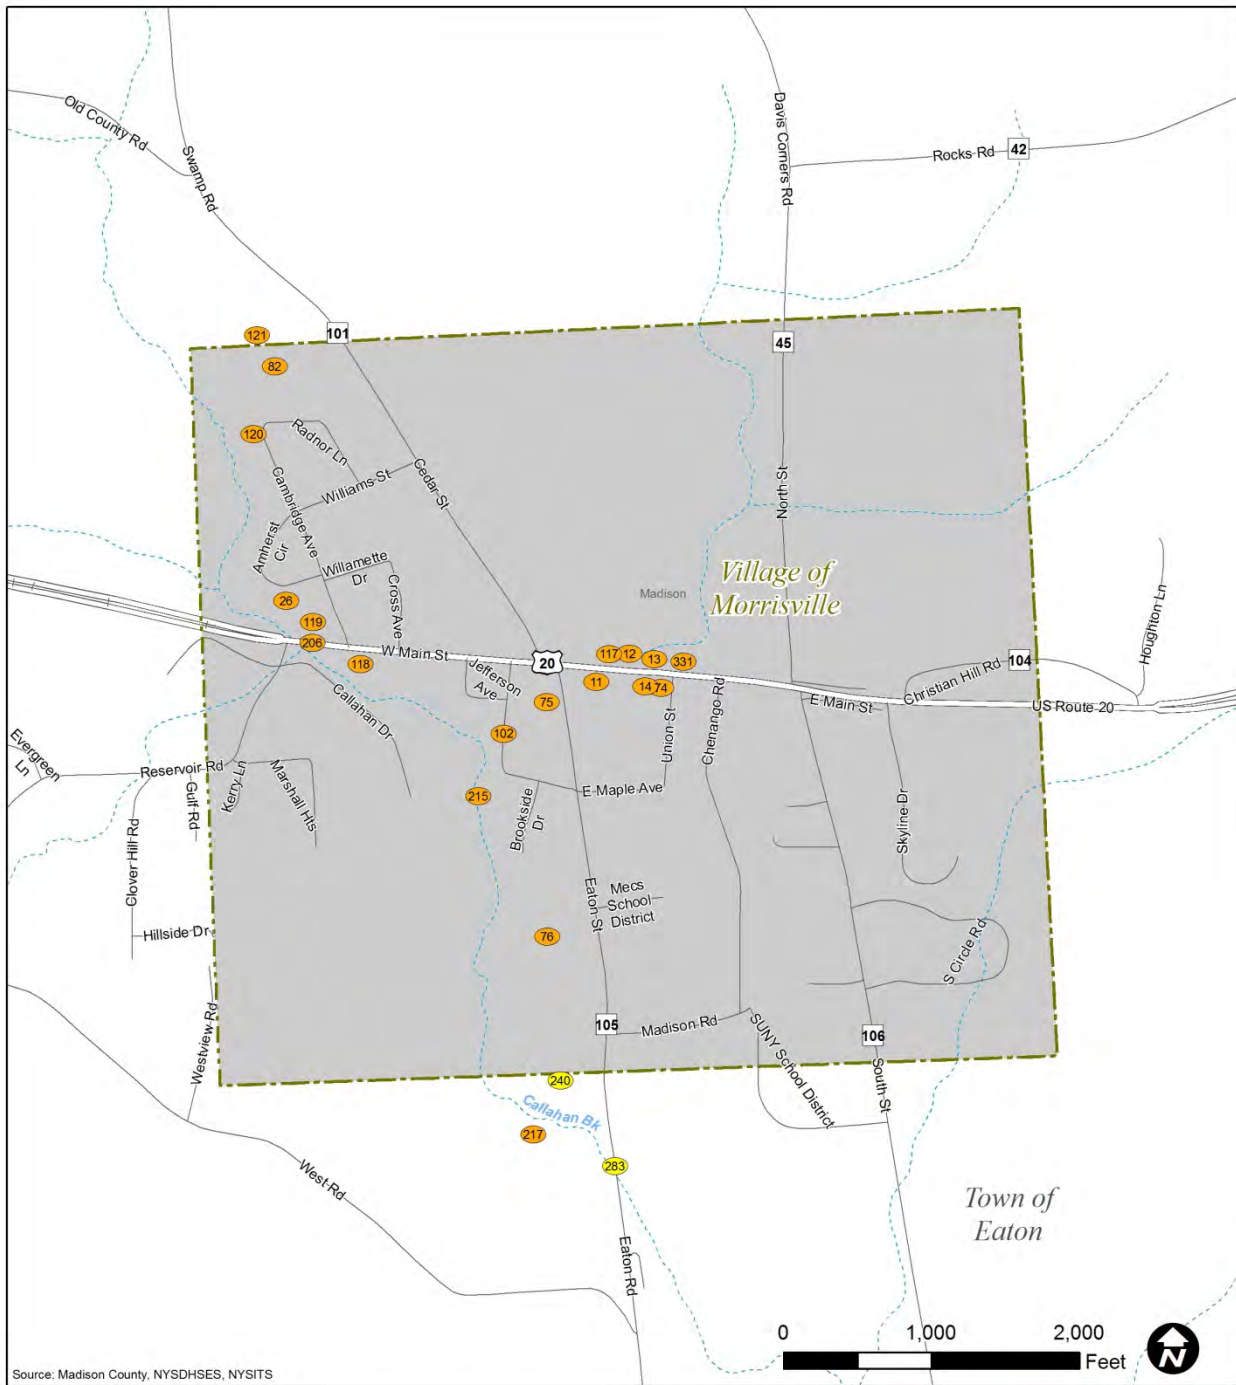 Old County Rd
Swamp Rd
Davis Corners Rd
Rocks Rd
42
121
101
45
82
120
Radnor Ln
Williams St
Cedar St
Cambridge Ave
North St
Amherst
Cir
Willamette
Dr
Cross Ave
Madison
Village of
Morrisville
Houghton Ln
26
119
206
118
W Main St
20
117
12
13
331
11
14
74
Jefferson
Ave
75
102
Callahan Dr
Union St
Chenango Rd
E Main St
Christian Hill Rd
104
US Route 20
Evergreen
Ln
Reservoir Rd
Gulf Rd
Kerry Ln
Marshall Hts
Clover Hill Rd
215
Brookside
Dr
E Maple Ave
Skyline Dr
Hillside Dr
Eaton St
Mecs
School
District
76
S Circle Rd
Westview Rd
105
Madison Rd
SUNY School District
106
South St
240
Callahan Bk
217
283
West Rd
Eaton Rd
Town of
Eaton
0 1,000 2,000
Feet
N
Source: Madison County, NYSDHSES, NYSITS